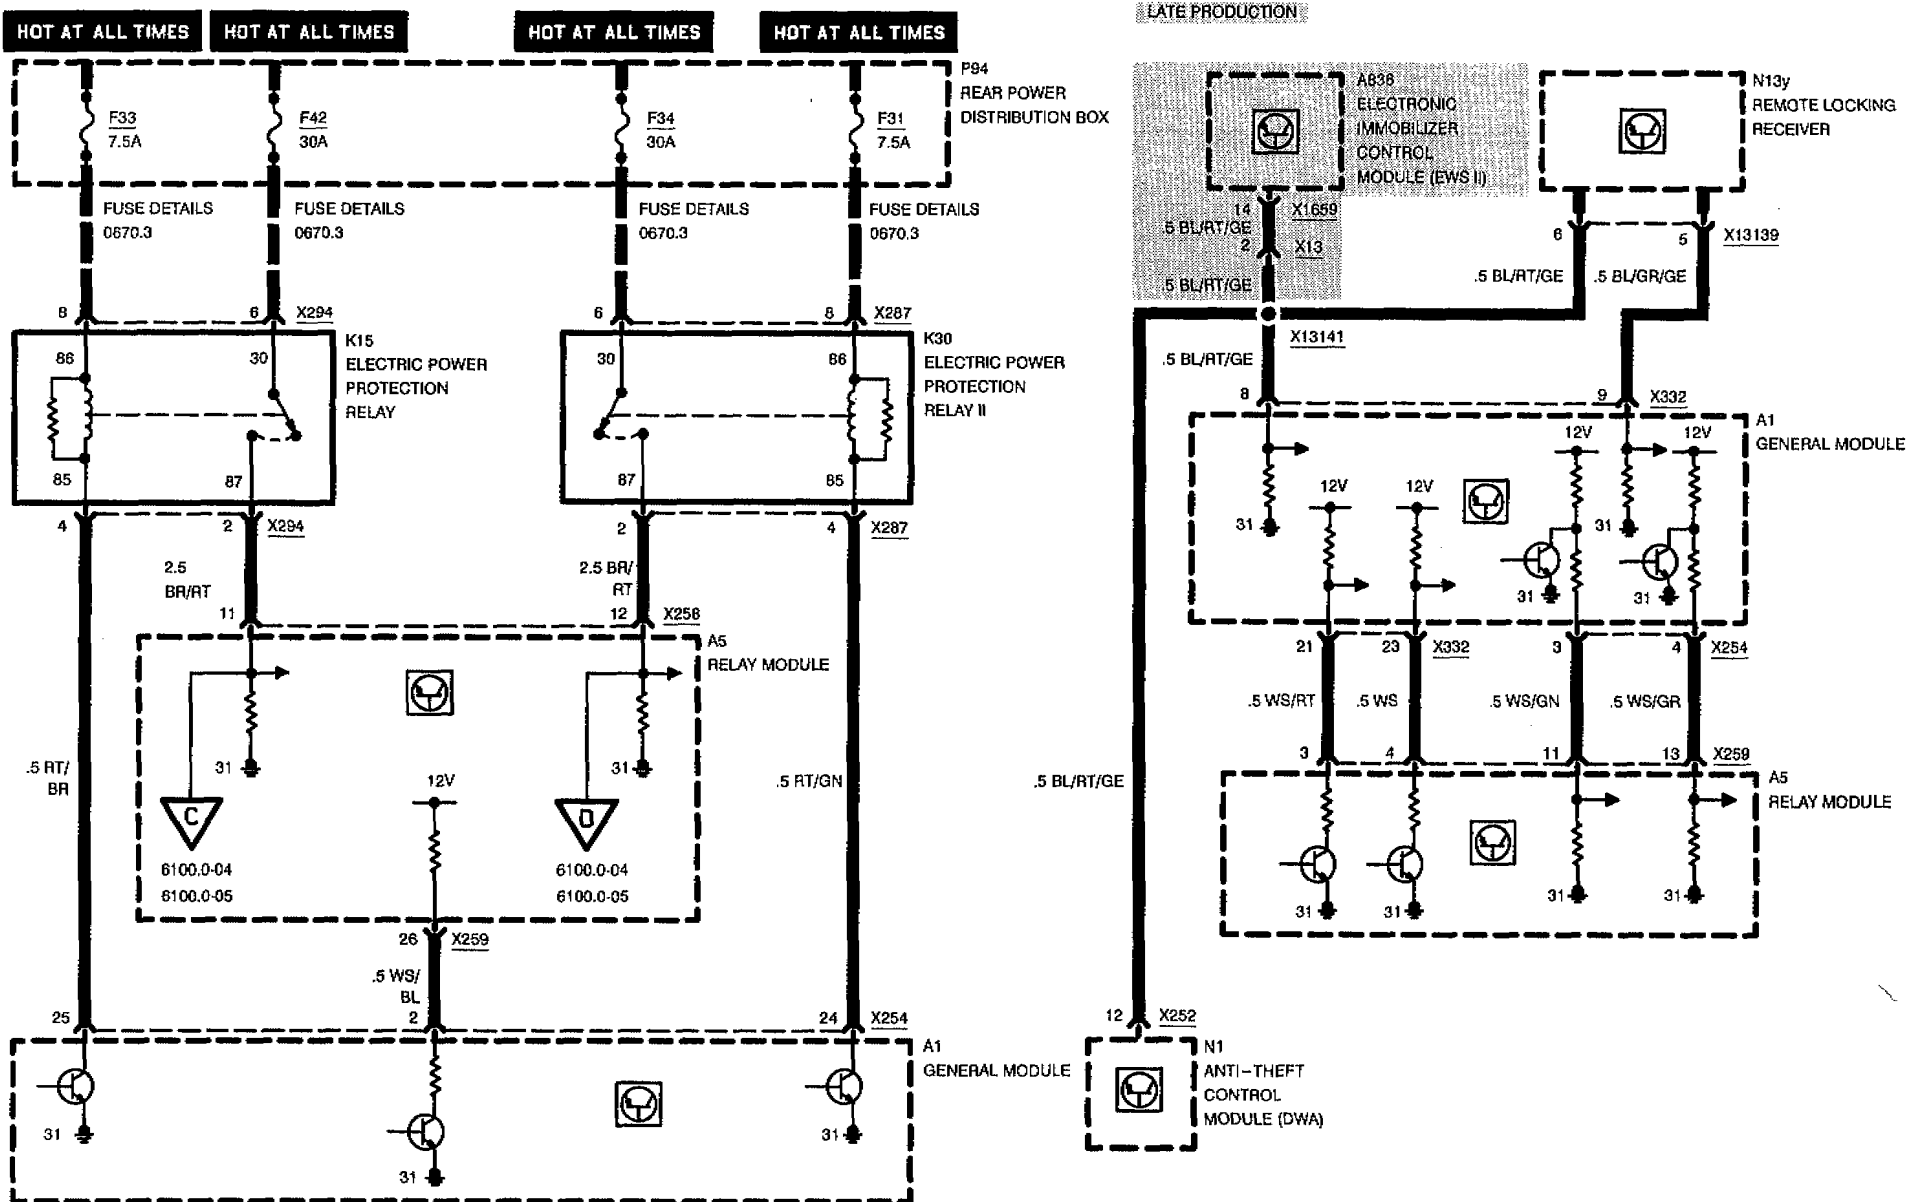 LATE PRODUCTION
HOT AT ALL TIMES
HOT AT ALL TIMES
HOT AT ALL TIMES
HOT AT ALL TIMES
P94
REAR POWER
DISTRIBUTION BOX
F33
7.5A
F42
30A
F34
30A
F31
7.5A
FUSE DETAILS
0670.3
FUSE DETAILS
0670.3
FUSE DETAILS
0670.3
FUSE DETAILS
0670.3
8
6
X294
6
8
X287
K15
ELECTRIC POWER
PROTECTION
RELAY
86
30
85
87
K30
ELECTRIC POWER
PROTECTION
RELAY II
30
86
87
85
4
2
X294
2
4
X287
2.5
BR/RT
2.5 BR/
RT
11
12
X258
A5
RELAY MODULE
31
31
12V
C
D
6100.0-04
6100.0-05
6100.0-04
6100.0-05
.5 RT/
BR
.5 RT/GN
26
X259
.5 WS/
BL
25
2
24
X254
A1
GENERAL MODULE
31
31
31
A836
ELECTRONIC
IMMOBILIZER
CONTROL
MODULE (EWS II)
N13y
REMOTE LOCKING
RECEIVER
14
X1659
.5 BL/RT/GE
2
X13
.5 BL/RT/GE
6
5
X13139
.5 BL/RT/GE
.5 BL/GR/GE
X13141
.5 BL/RT/GE
8
9
X332
A1
GENERAL MODULE
12V
12V
12V
12V
31
31
31
31
21
23
X332
3
4
X254
.5 WS/RT
.5 WS
.5 WS/GN
.5 WS/GR
3
4
11
13
X259
A5
RELAY MODULE
31
31
31
31
.5 BL/RT/GE
12
X252
N1
ANTI-THEFT
CONTROL
MODULE (DWA)